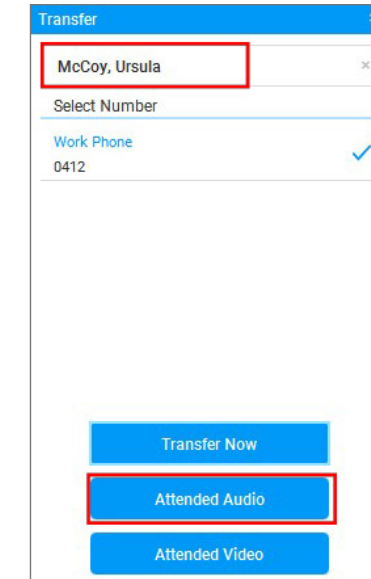 Transfer
McCoy, Ursula
Select Number
Work Phone
0412
Transfer Now
Attended Audio
Attended Video